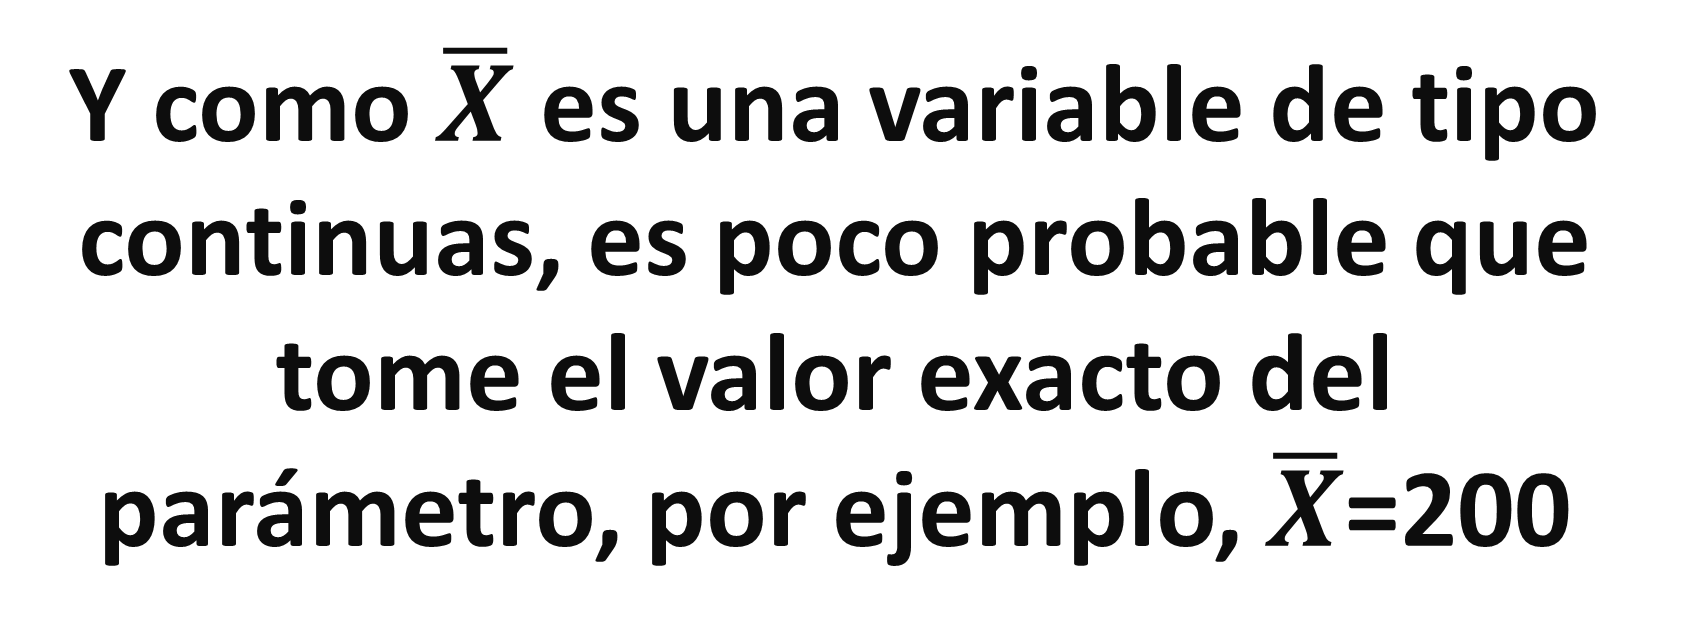 Y como X̅ es una variable de tipo
continuas, es poco probable que
tome el valor exacto del
parámetro, por ejemplo, X̅=200